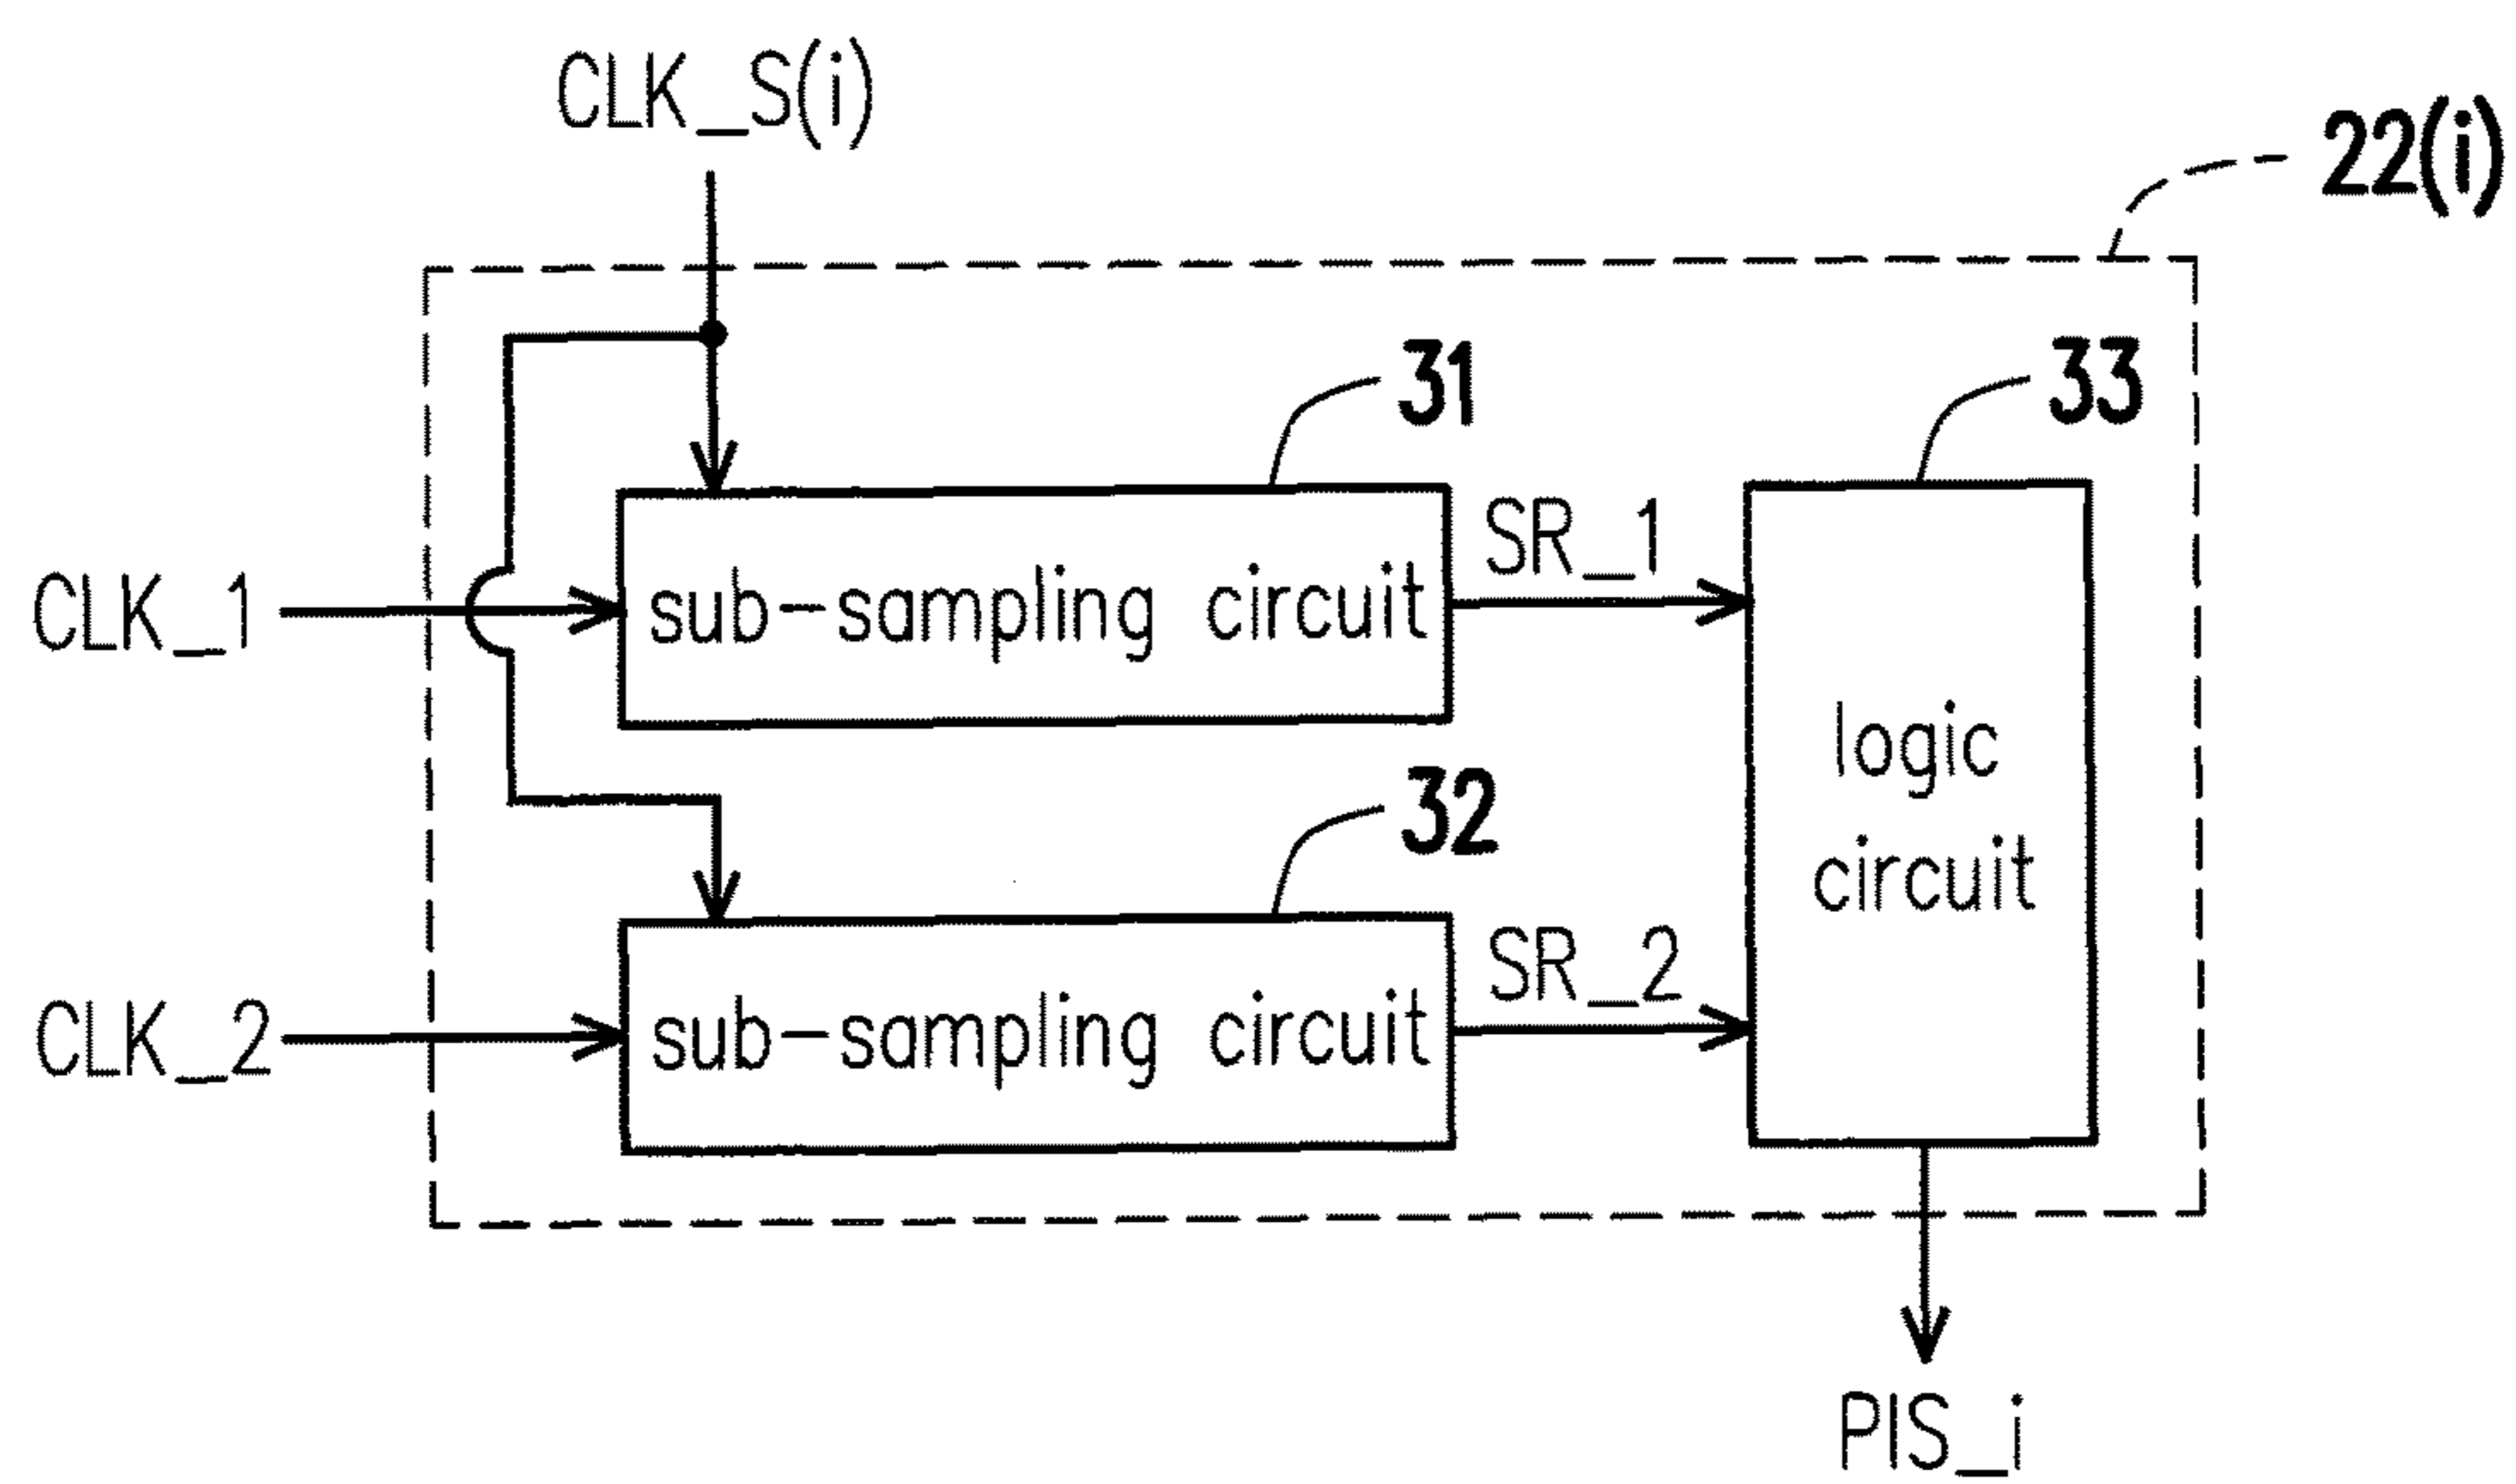 CLK_S(i)
22(i)
31
33
CLK_1
sub-sampling circuit
SR_1
logic
circuit
32
CLK_2
sub-sampling circuit
SR_2
PIS_i